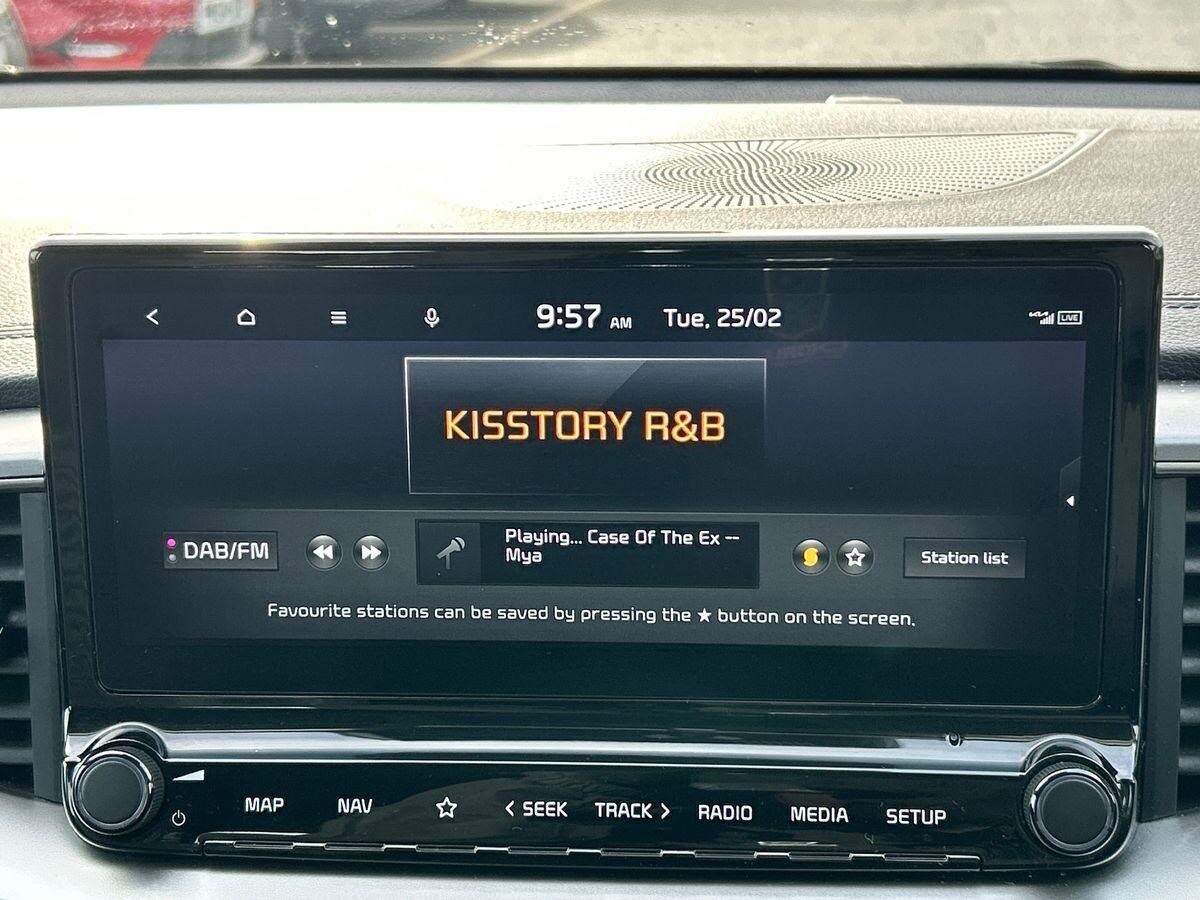 9:57 AM Tue, 25/02
LIVE
KISSTORY R&B
DAB/FM
Playing... Case Of The Ex --
Mya
Station list
Favourite stations can be saved by pressing the ★ button on the screen.
MAP NAV ☆ < SEEK TRACK > RADIO MEDIA SETUP